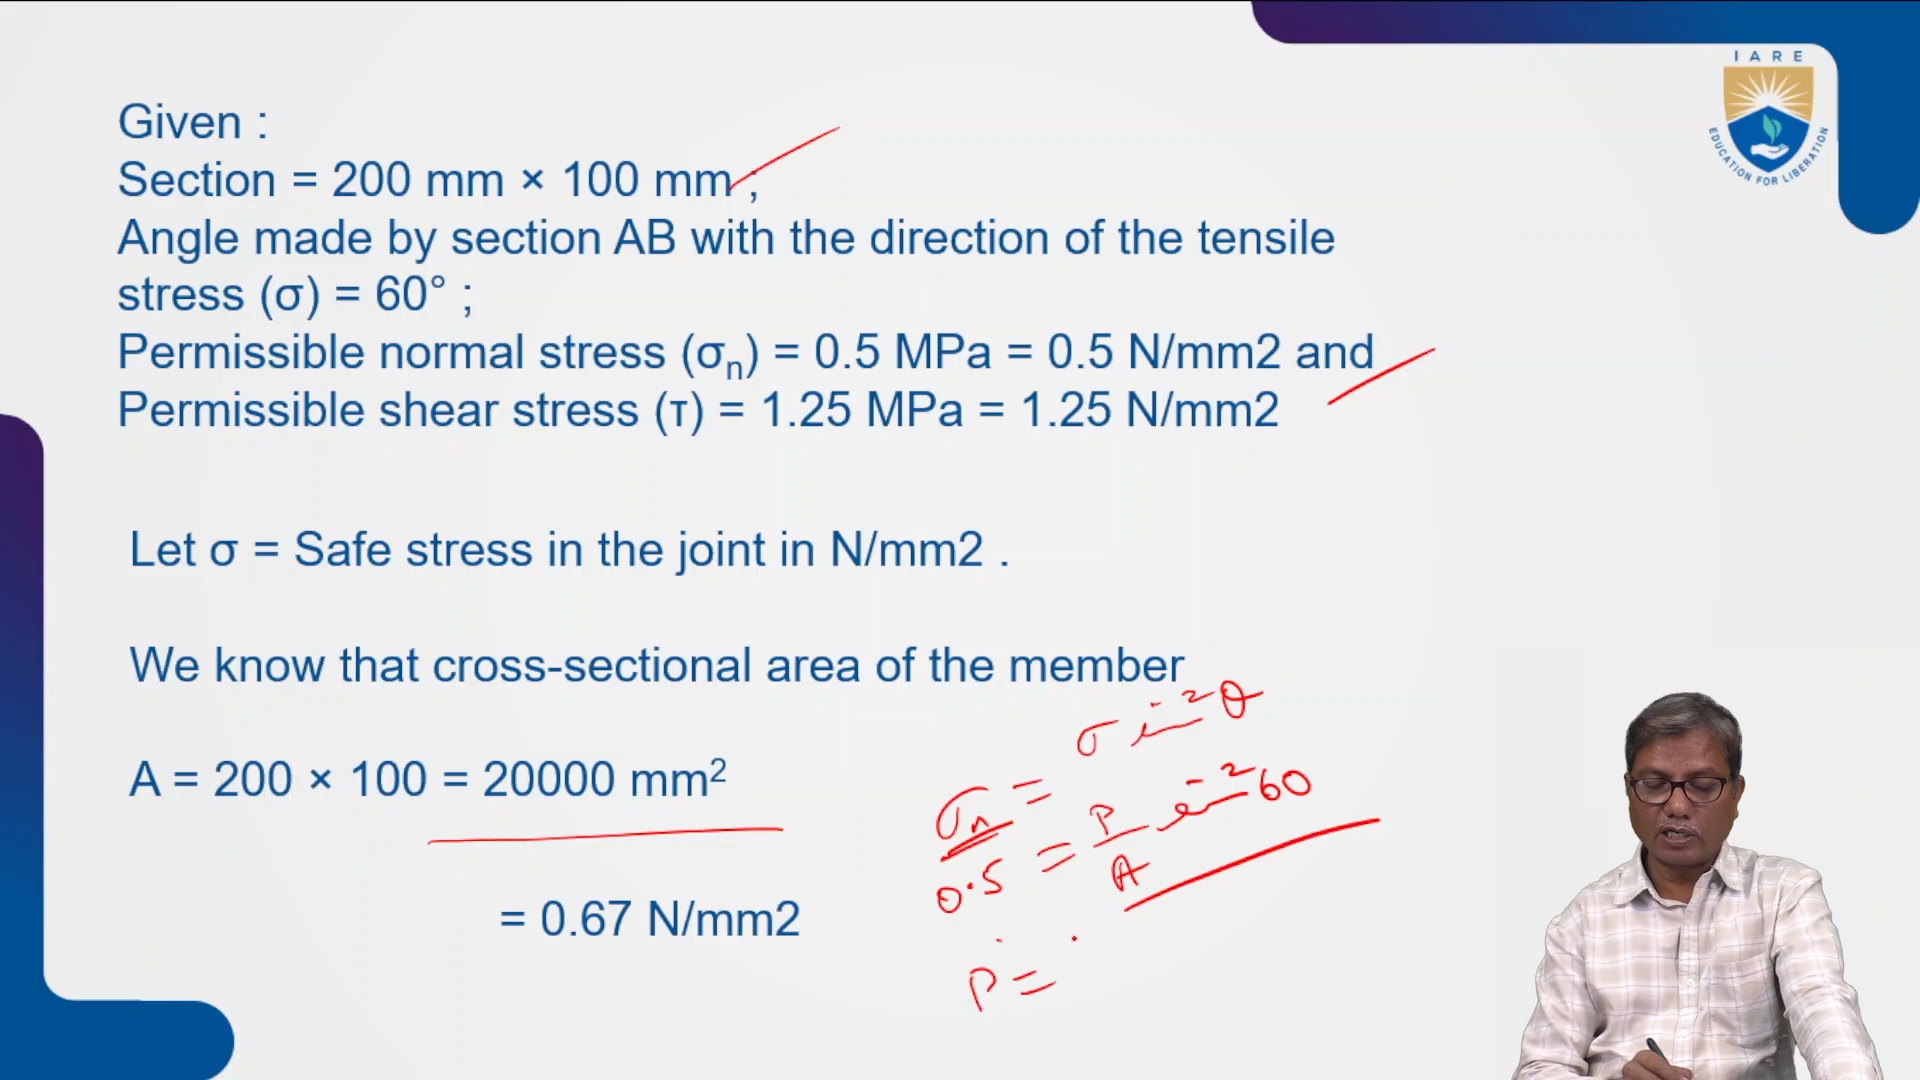 I A R E
EDUCATION FOR LIBERATION
Given :
Section = 200 mm × 100 mm ;
Angle made by section AB with the direction of the tensile
stress (σ) = 60° ;
Permissible normal stress (σₙ) = 0.5 MPa = 0.5 N/mm2 and
Permissible shear stress (τ) = 1.25 MPa = 1.25 N/mm2
Let σ = Safe stress in the joint in N/mm2 .
We know that cross-sectional area of the member
A = 200 × 100 = 20000 mm²
= 0.67 N/mm2
σₙ = σ sin²θ
0.5 = P/A sin²60
P =